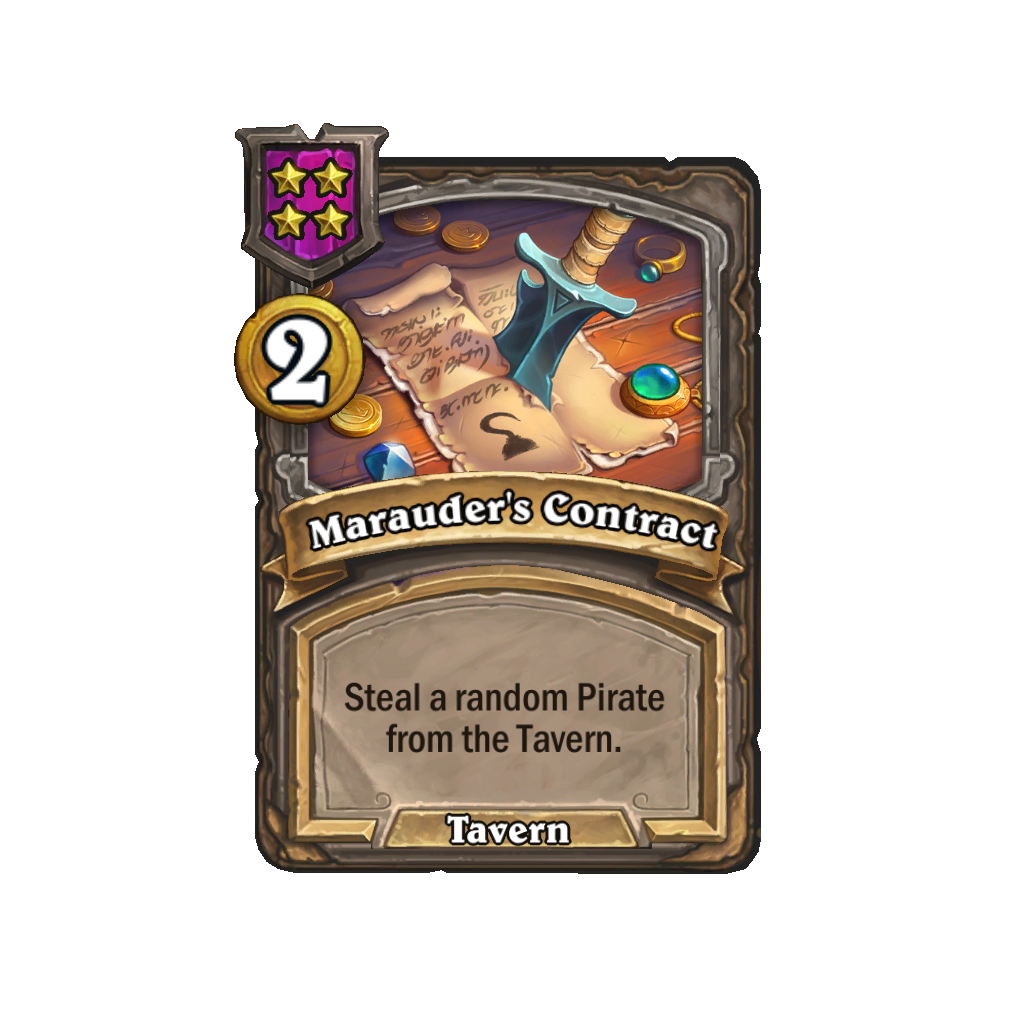 2
Marauder's Contract
Steal a random Pirate
from the Tavern.
Tavern